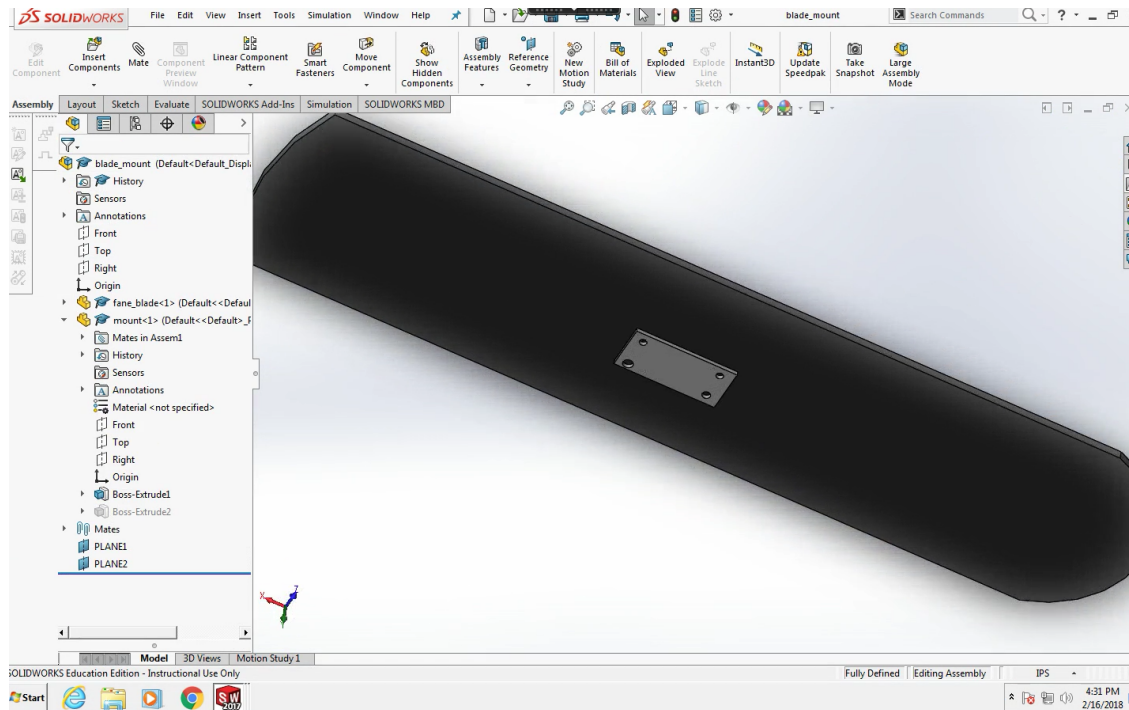 SOLIDWORKS File Edit View Insert Tools Simulation Window Help blade_mount Search Commands
Edit Component
Insert Components
Mate
Component Preview Window
Linear Component Pattern
Smart Fasteners
Move Component
Show Hidden Components
Assembly Features
Reference Geometry
New Motion Study
Bill of Materials
Exploded View
Explode Line Sketch
Instant3D
Update Speedpak
Take Snapshot
Large Assembly Mode
Assembly Layout Sketch Evaluate SOLIDWORKS Add-Ins Simulation SOLIDWORKS MBD
blade_mount (Default<Default_Displ
History
Sensors
Annotations
Front
Top
Right
Origin
fane_blade<1> (Default<<Defaul
mount<1> (Default<<Default>_
Mates in Assem1
History
Sensors
Annotations
Material <not specified>
Front
Top
Right
Origin
Boss-Extrude1
Boss-Extrude2
Mates
PLANE1
PLANE2
X Z Y
Model 3D Views Motion Study 1
SOLIDWORKS Education Edition - Instructional Use Only Fully Defined Editing Assembly IPS
Start SW 2017 4:31 PM
2/16/2018